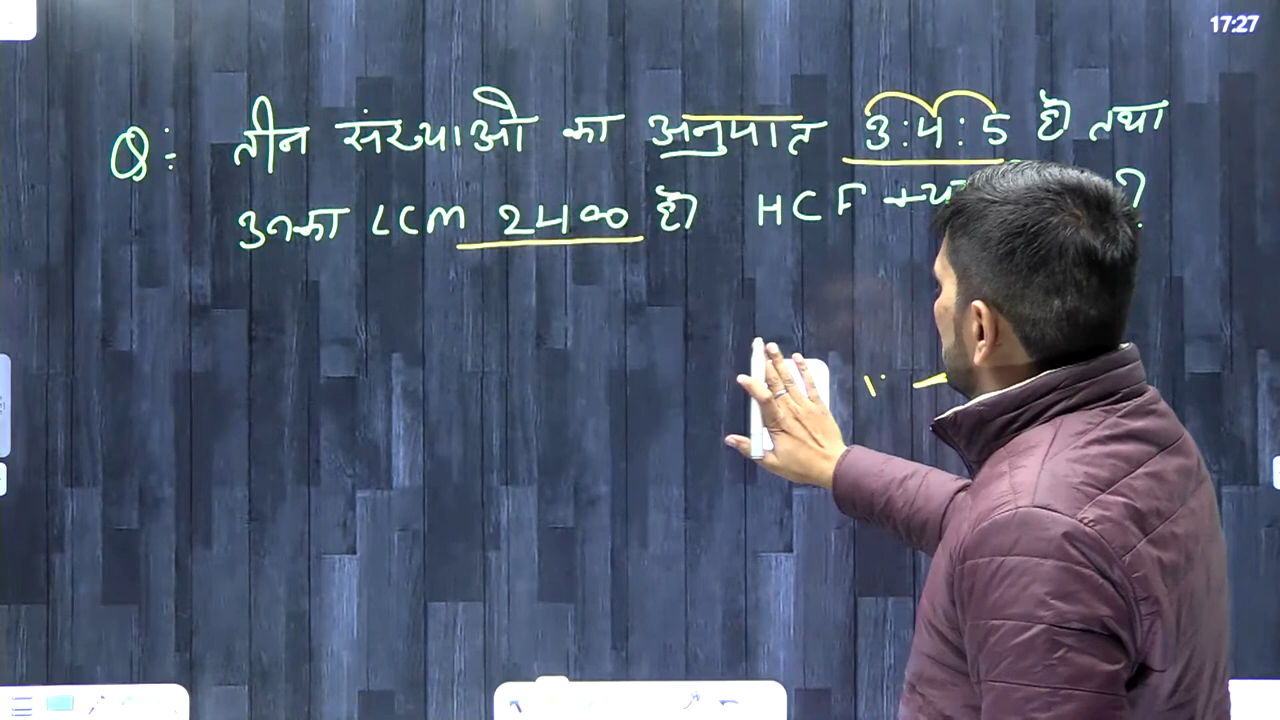 17:27
Q:- तीन संख्याओं का अनुपात 3:4:5 है तथा
उनका LCM 2400 है HCF ?